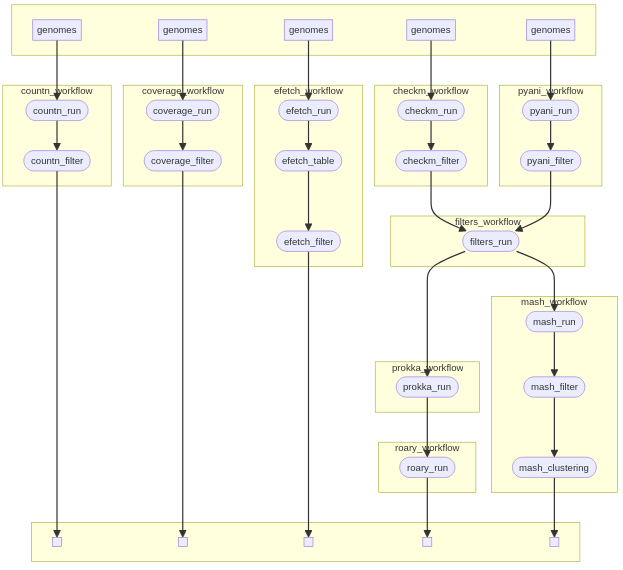 genomes genomes genomes genomes genomes
countn_workflow coverage_workflow efetch_workflow checkm_workflow pyani_workflow
countn_run coverage_run efetch_run checkm_run pyani_run
countn_filter coverage_filter efetch_table checkm_filter pyani_filter
filters_workflow
efetch_filter filters_run
mash_workflow
mash_run
prokka_workflow
prokka_run mash_filter
roary_workflow
roary_run mash_clustering